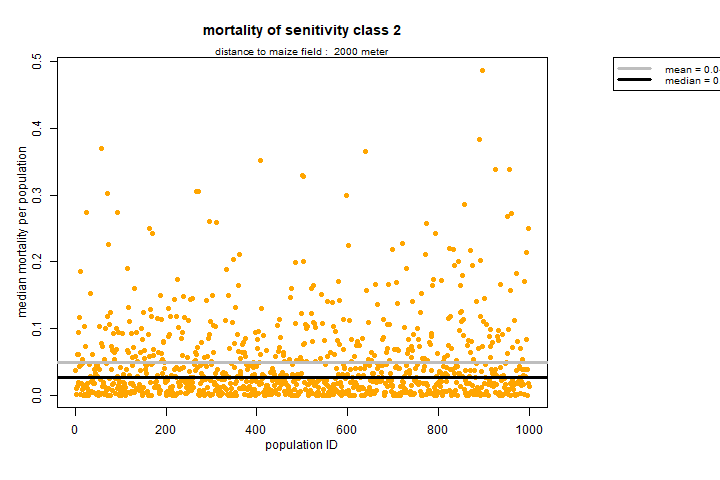 mortality of senitivity class 2
distance to maize field : 2000 meter
mean = 0.0
median = 0
median mortality per population
0.5
0.4
0.3
0.2
0.1
0.0
0
200
400
600
800
1000
population ID